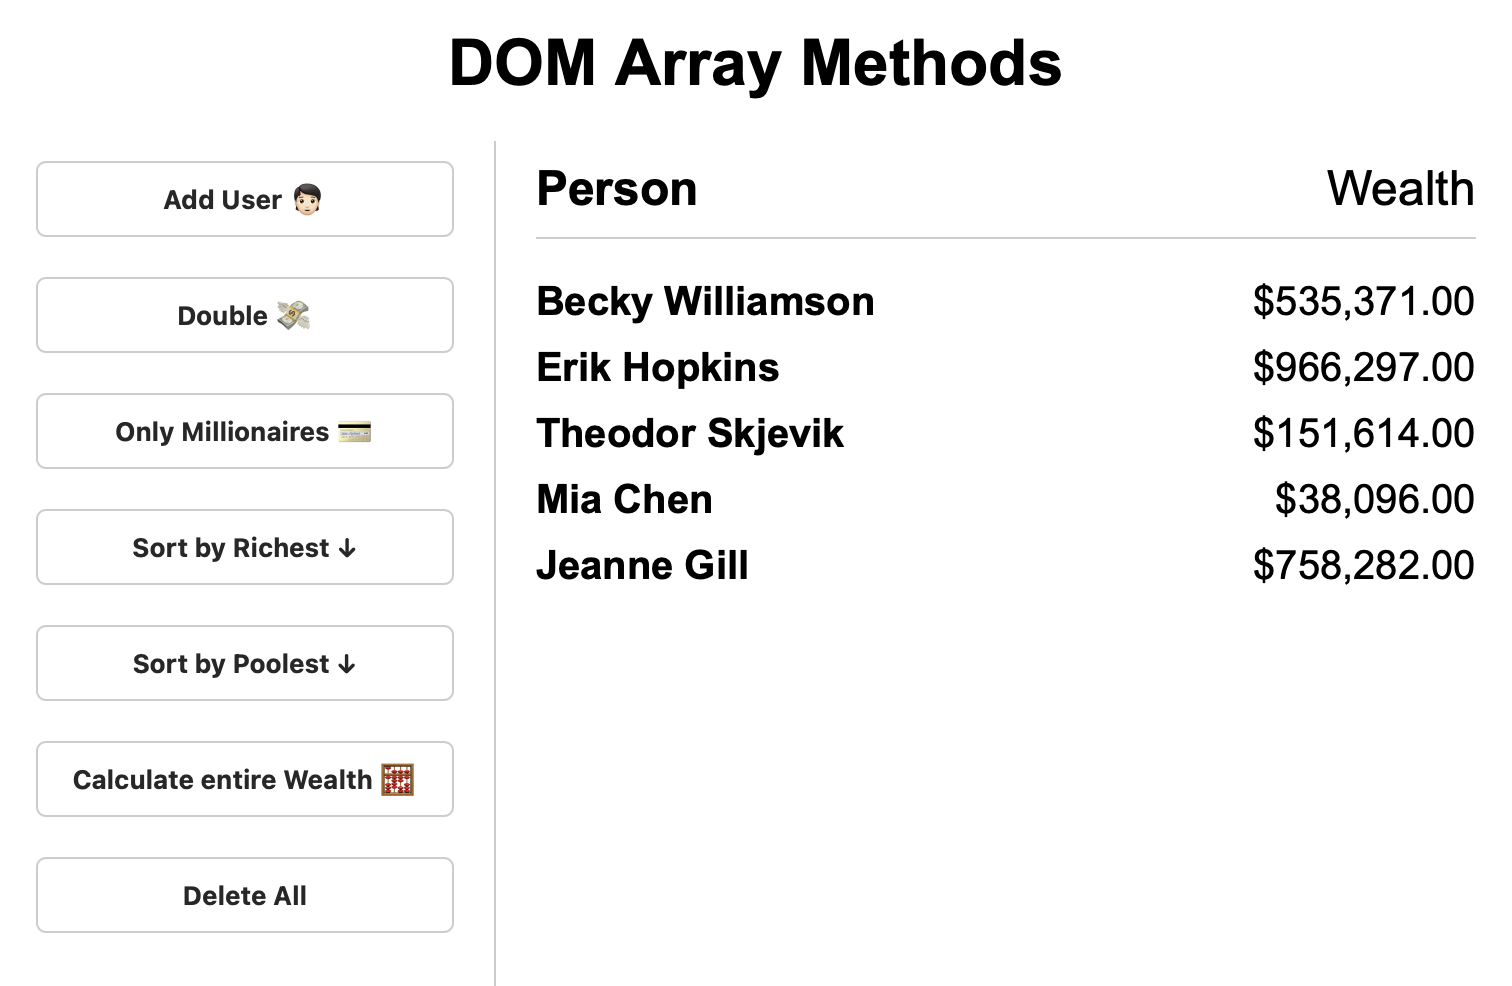 DOM Array Methods
Add User 🧑🏻
Double 💸
Only Millionaires 💳
Sort by Richest ↓
Sort by Poolest ↓
Calculate entire Wealth 🧮
Delete All
Person Wealth
Becky Williamson $535,371.00
Erik Hopkins $966,297.00
Theodor Skjevik $151,614.00
Mia Chen $38,096.00
Jeanne Gill $758,282.00